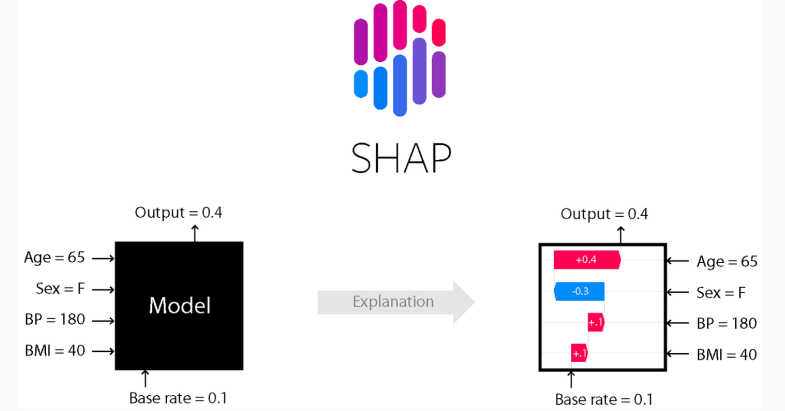 SHAP
Output = 0.4
Age = 65
Sex = F
BP = 180
BMI = 40
Model
Base rate = 0.1
Explanation
Output = 0.4
+0.4
-0.3
+.1
+.1
Age = 65
Sex = F
BP = 180
BMI = 40
Base rate = 0.1